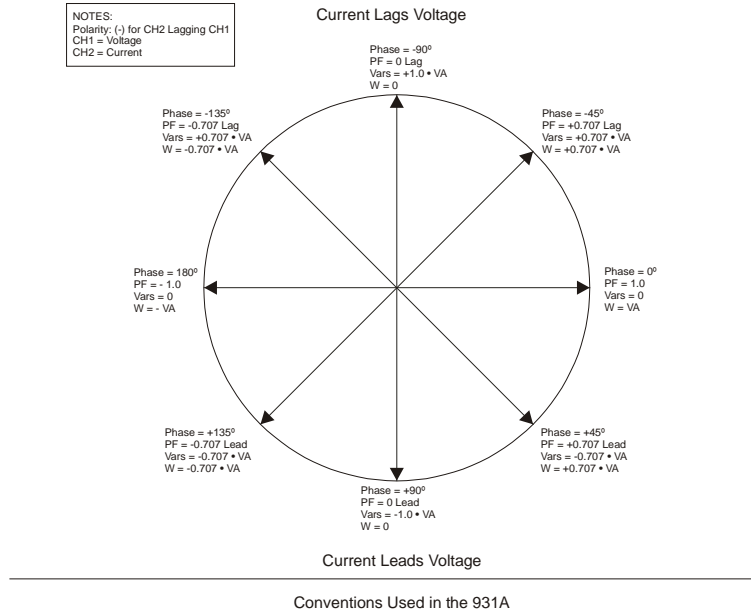 NOTES:
Polarity: (-) for CH2 Lagging CH1
CH1 = Voltage
CH2 = Current
Current Lags Voltage
Phase = -90º
PF = 0 Lag
Vars = +1.0 • VA
W = 0
Phase = -135º
PF = -0.707 Lag
Vars = +0.707 • VA
W = -0.707 • VA
Phase = -45º
PF = +0.707 Lag
Vars = +0.707 • VA
W = +0.707 • VA
Phase = 180º
PF = - 1.0
Vars = 0
W = - VA
Phase = 0º
PF = 1.0
Vars = 0
W = VA
Phase = +135º
PF = -0.707 Lead
Vars = -0.707 • VA
W = -0.707 • VA
Phase = +45º
PF = +0.707 Lead
Vars = -0.707 • VA
W = +0.707 • VA
Phase = +90º
PF = 0 Lead
Vars = -1.0 • VA
W = 0
Current Leads Voltage
Conventions Used in the 931A